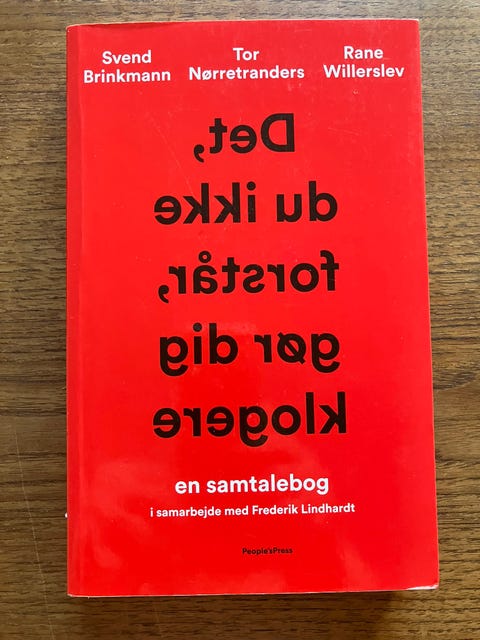 Svend Brinkmann
Tor Nørretranders
Rane Willerslev
Det,
du ikke
forstår,
gør dig
klogere
en samtalebog
i samarbejde med Frederik Lindhardt
People'sPress